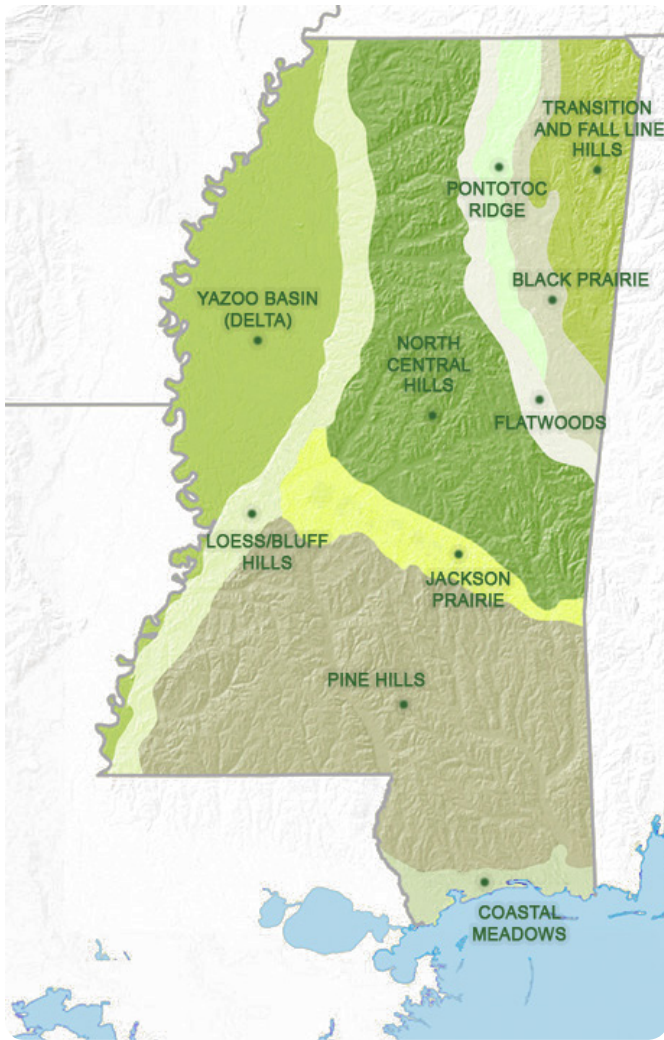 TRANSITION
AND FALL LINE
HILLS
PONTOTOC
RIDGE
BLACK PRAIRIE
YAZOO BASIN
(DELTA)
NORTH
CENTRAL
HILLS
FLATWOODS
LOESS/BLUFF
HILLS
JACKSON
PRAIRIE
PINE HILLS
COASTAL
MEADOWS